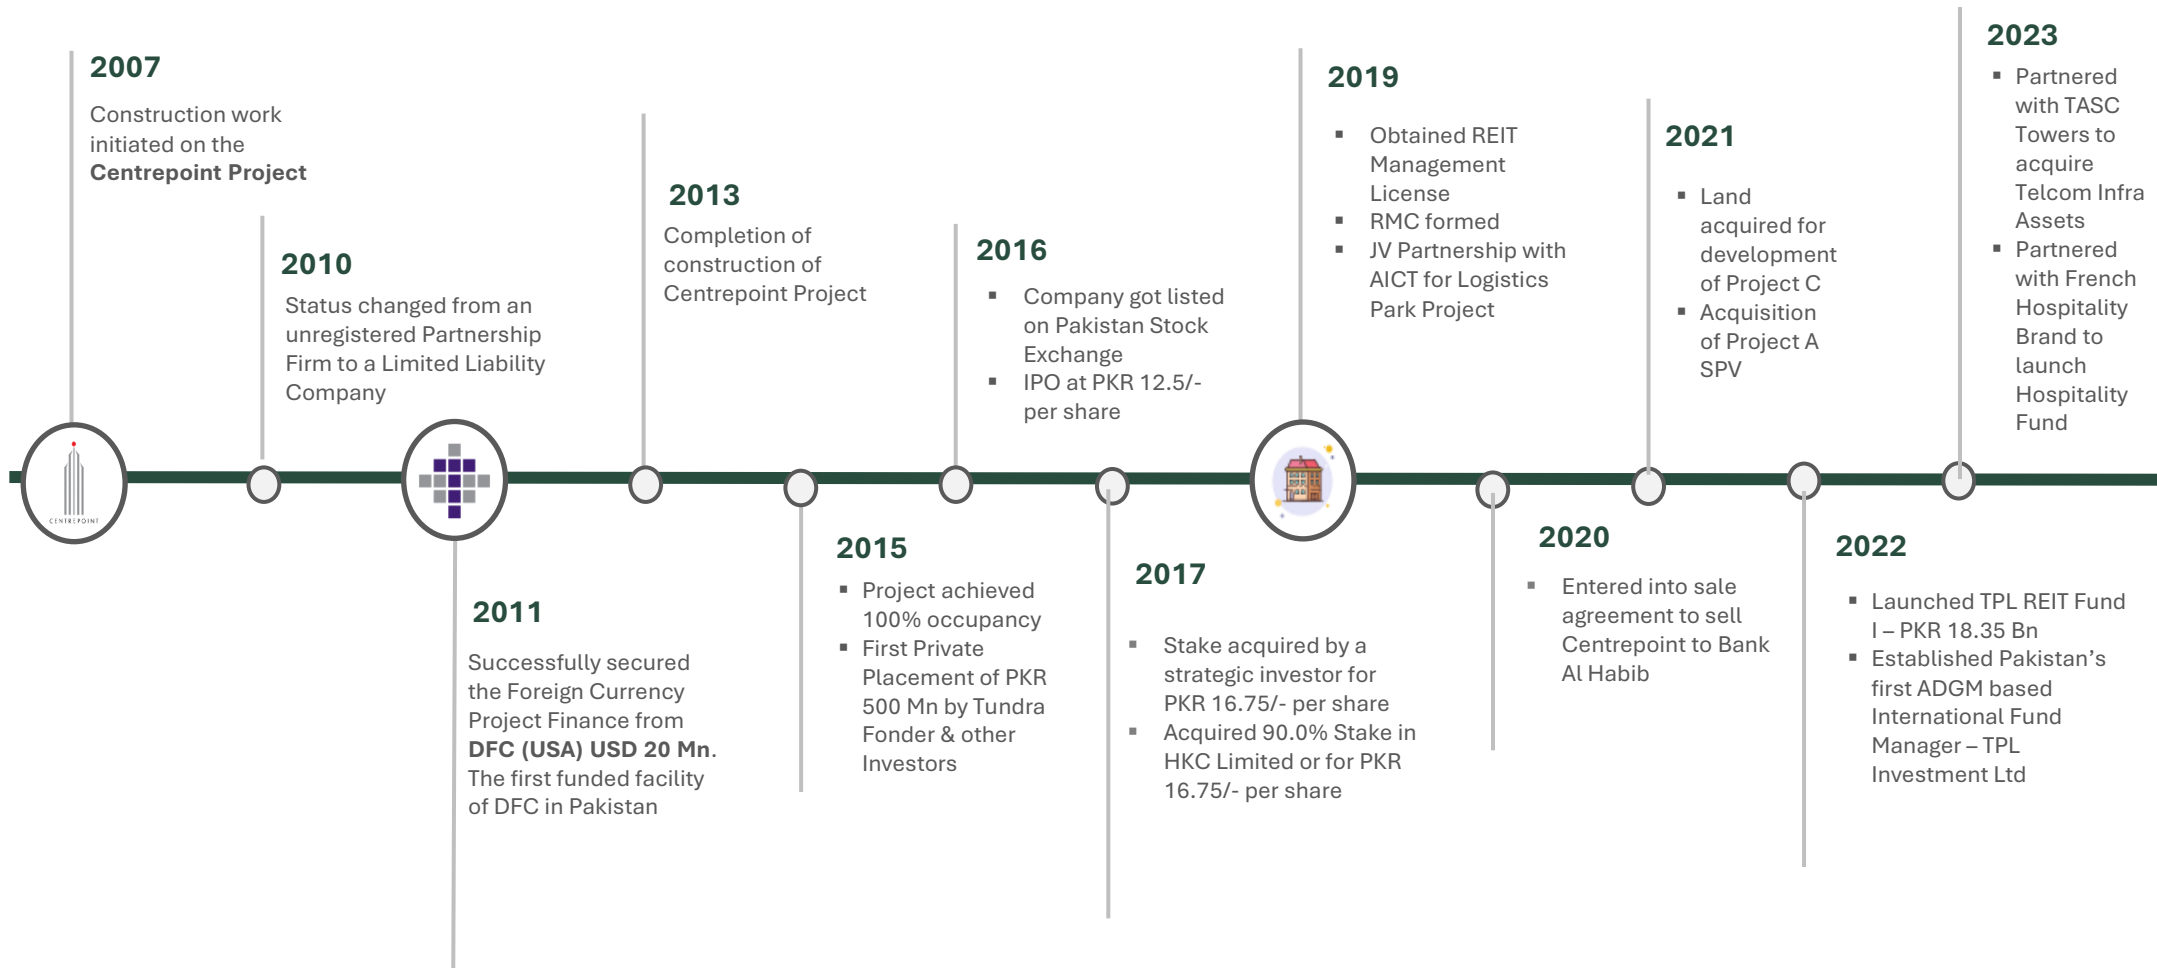 2007
Construction work
initiated on the
Centrepoint Project
2010
Status changed from an
unregistered Partnership
Firm to a Limited Liability
Company
2013
Completion of
construction of
Centrepoint Project
2016
▪ Company got listed
on Pakistan Stock
Exchange
▪ IPO at PKR 12.5/-
per share
2019
▪ Obtained REIT
Management
License
▪ RMC formed
▪ JV Partnership with
AICT for Logistics
Park Project
2021
▪ Land
acquired for
development
of Project C
▪ Acquisition
of Project A
SPV
2023
▪ Partnered
with TASC
Towers to
acquire
Telcom Infra
Assets
▪ Partnered
with French
Hospitality
Brand to
launch
Hospitality
Fund
CENTREPOINT
2011
Successfully secured
the Foreign Currency
Project Finance from
DFC (USA) USD 20 Mn.
The first funded facility
of DFC in Pakistan
2015
▪ Project achieved
100% occupancy
▪ First Private
Placement of PKR
500 Mn by Tundra
Fonder & other
Investors
2017
▪ Stake acquired by a
strategic investor for
PKR 16.75/- per share
▪ Acquired 90.0% Stake in
HKC Limited or for PKR
16.75/- per share
2020
▪ Entered into sale
agreement to sell
Centrepoint to Bank
Al Habib
2022
▪ Launched TPL REIT Fund
I – PKR 18.35 Bn
▪ Established Pakistan’s
first ADGM based
International Fund
Manager – TPL
Investment Ltd